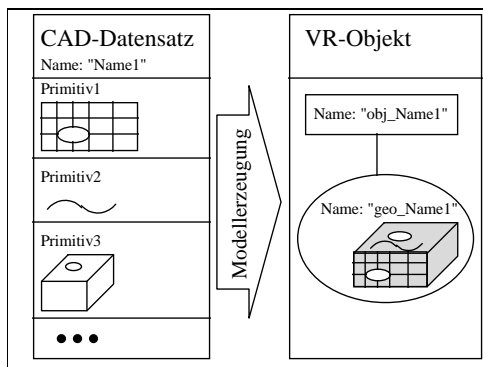 CAD-Datensatz
Name: "Name1"
Primitiv1
Primitiv2
Primitiv3
Modellerzeugung
VR-Objekt
Name: "obj_Name1"
Name: "geo_Name1"